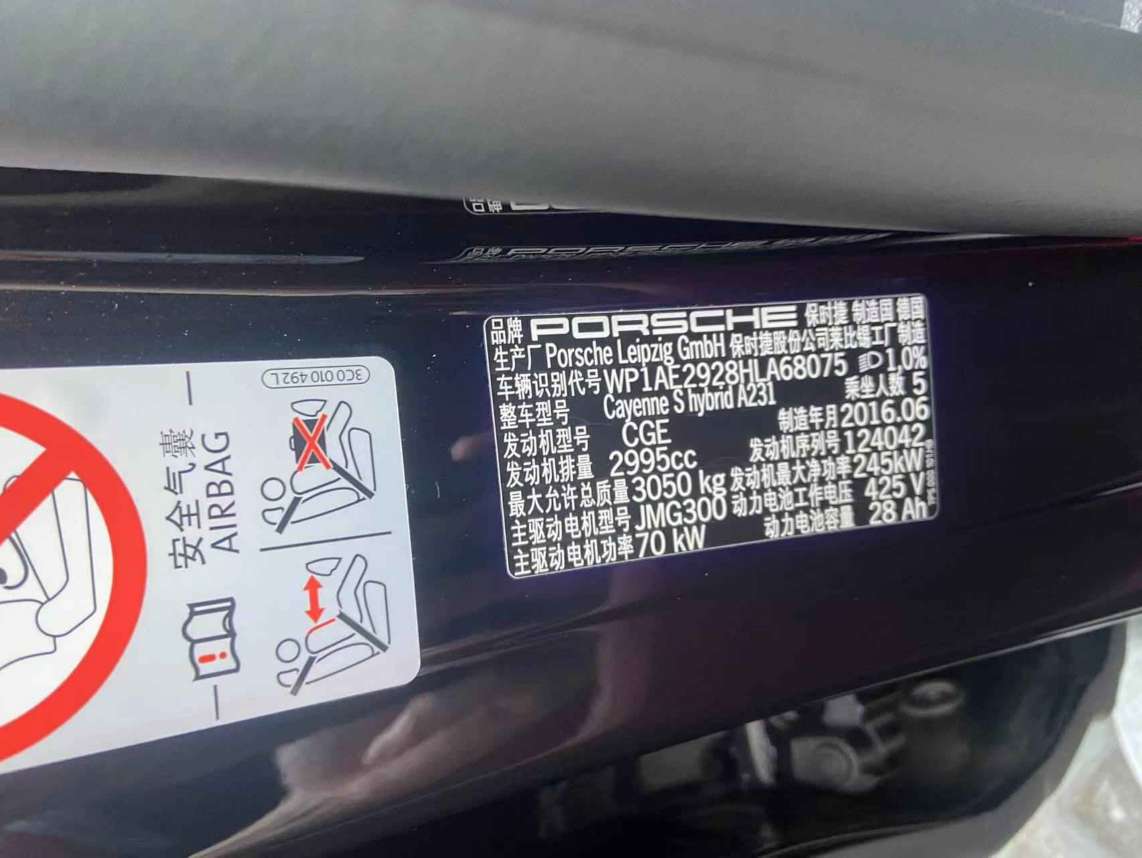 品牌 PORSCHE 保时捷 制造国 德国
生产厂 Porsche Leipzig GmbH 保时捷股份公司莱比锡工厂制造
车辆识别代号 WP1AE2928HLA68075 1,0%
整车型号 Cayenne S hybrid A231 乘坐人数 5
发动机型号 CGE 制造年月 2016.06
发动机排量 2995cc 发动机序列号 124042
最大允许总质量 3050 kg 发动机最大净功率 245kW
主驱动电机型号 JMG300 动力电池工作电压 425 V
主驱动电机功率 70 kW 动力电池容量 28 Ah
3C0 010 492 L
安全气囊
AIRBAG